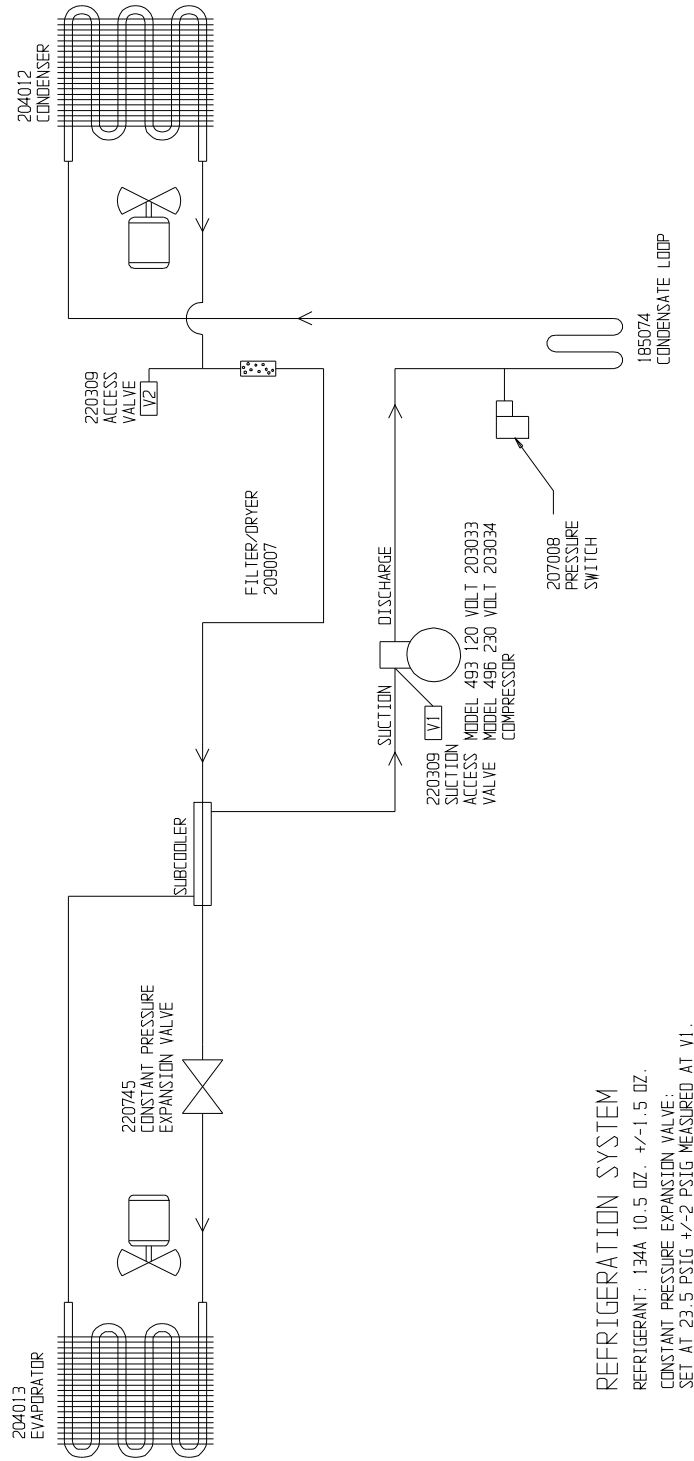 204013
EVAPORATOR
220745
CONSTANT PRESSURE
EXPANSION VALVE
SUBCOOLER
220309
ACCESS
VALVE
V2
204012
CONDENSER
FILTER/DRYER
209007
SUCTION
DISCHARGE
V1
220309
SUCTION
ACCESS
VALVE
MODEL 493 120 VOLT 203033
MODEL 496 230 VOLT 203034
COMPRESSOR
207008
PRESSURE
SWITCH
185074
CONDENSATE LOOP
REFRIGERATION SYSTEM
REFRIGERANT: 134A 10.5 OZ. +/-1.5 OZ.
CONSTANT PRESSURE EXPANSION VALVE:
SET AT 23.5 PSIG +/-2 PSIG MEASURED AT V1.